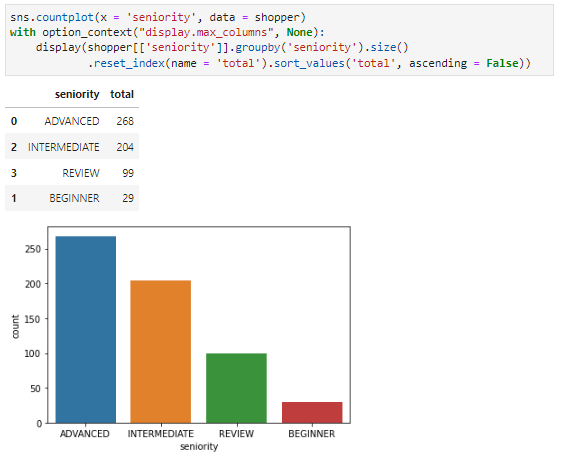 sns.countplot(x = 'seniority', data = shopper)
with option_context("display.max_columns", None):
    display(shopper[['seniority']].groupby('seniority').size()
            .reset_index(name = 'total').sort_values('total', ascending = False))
seniority total
0 ADVANCED 268
2 INTERMEDIATE 204
3 REVIEW 99
1 BEGINNER 29
250
200
150
100
50
0
count
ADVANCED INTERMEDIATE REVIEW BEGINNER
seniority